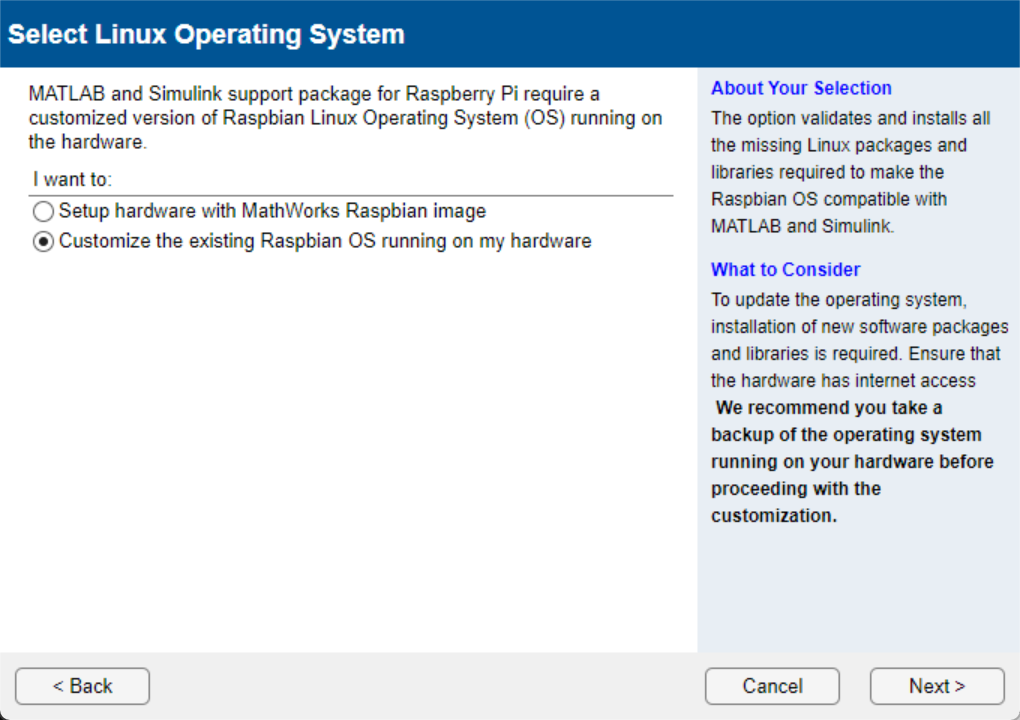 Select Linux Operating System
MATLAB and Simulink support package for Raspberry Pi require a
customized version of Raspbian Linux Operating System (OS) running on
the hardware.
I want to:
Setup hardware with MathWorks Raspbian image
Customize the existing Raspbian OS running on my hardware
About Your Selection
The option validates and installs all
the missing Linux packages and
libraries required to make the
Raspbian OS compatible with
MATLAB and Simulink.
What to Consider
To update the operating system,
installation of new software packages
and libraries is required. Ensure that
the hardware has internet access
We recommend you take a
backup of the operating system
running on your hardware before
proceeding with the
customization.
< Back
Cancel
Next >